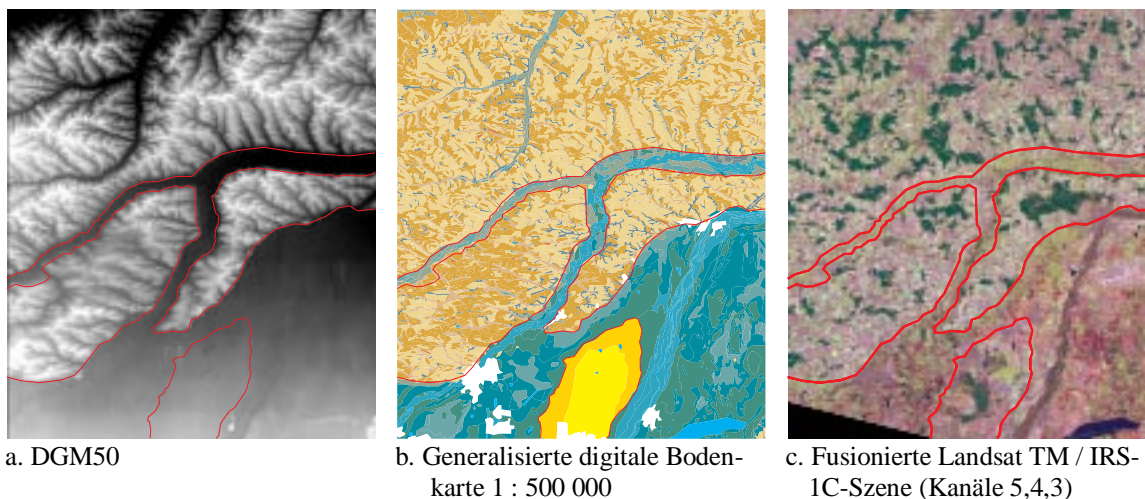 a. DGM50
b. Generalisierte digitale Boden-
karte 1 : 500 000
c. Fusionierte Landsat TM / IRS-
1C-Szene (Kanäle 5,4,3)